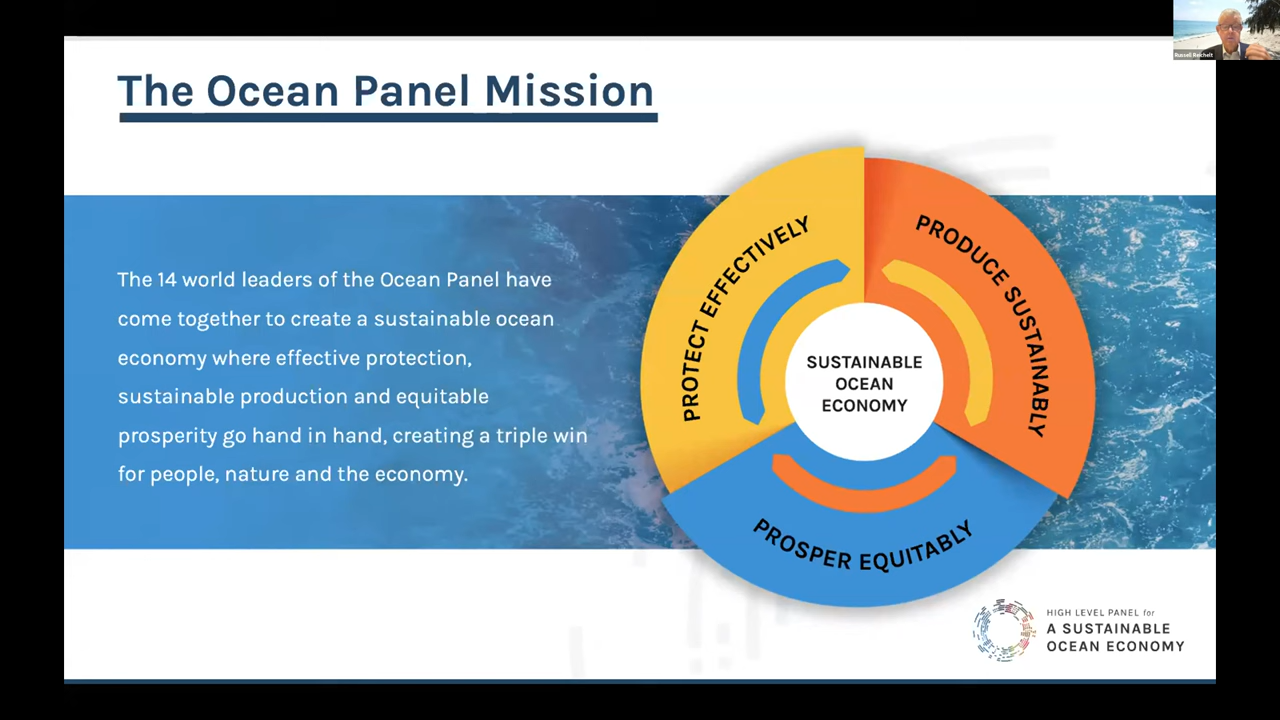 Russell Reichelt
The Ocean Panel Mission
The 14 world leaders of the Ocean Panel have
come together to create a sustainable ocean
economy where effective protection,
sustainable production and equitable
prosperity go hand in hand, creating a triple win
for people, nature and the economy.
PROTECT EFFECTIVELY
PRODUCE SUSTAINABLY
SUSTAINABLE
OCEAN
ECONOMY
PROSPER EQUITABLY
HIGH LEVEL PANEL for
A SUSTAINABLE
OCEAN ECONOMY